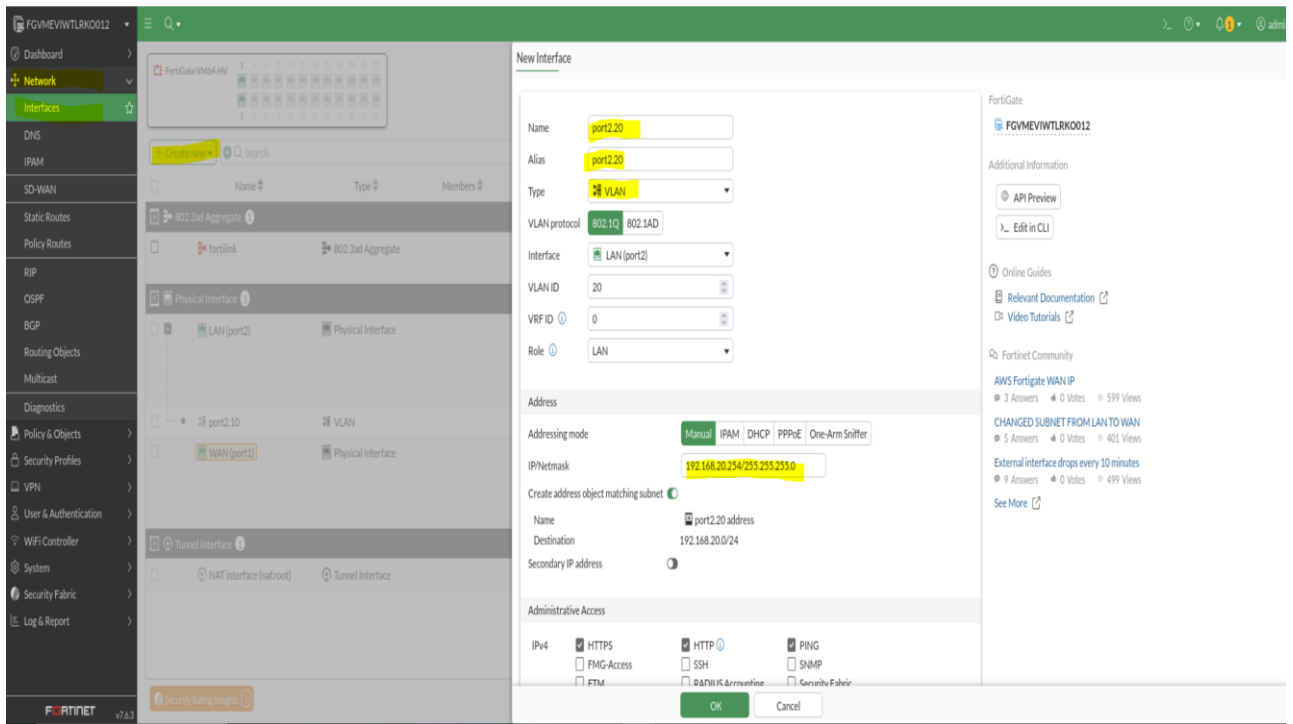 FGVMEVIWTLRKO012
admi
Dashboard
Network
Interfaces
DNS
IPAM
SD-WAN
Static Routes
Policy Routes
RIP
OSPF
BGP
Routing Objects
Multicast
Diagnostics
Policy & Objects
Security Profiles
VPN
User & Authentication
WiFi Controller
System
Security Fabric
Log & Report
FORTINET v7.6.3
FortiGate VM64-HV
+ Create new
Search
Name Type Members
802.3ad Aggregate 1
fortilink 802.3ad Aggregate
Physical Interface 3
LAN (port2) Physical Interface
port2.10 VLAN
WAN (port1) Physical Interface
Tunnel Interface 1
NAT interface (nat.root) Tunnel Interface
Security Rating Insights
New Interface
Name port2.20
Alias port2.20
Type VLAN
VLAN protocol 802.1Q 802.1AD
Interface LAN (port2)
VLAN ID 20
VRF ID 0
Role LAN
Address
Addressing mode Manual IPAM DHCP PPPoE One-Arm Sniffer
IP/Netmask 192.168.20.254/255.255.255.0
Create address object matching subnet
Name port2.20 address
Destination 192.168.20.0/24
Secondary IP address
Administrative Access
IPv4 HTTPS HTTP PING
FMG-Access SSH SNMP
FTM RADIUS Accounting Security Fabric
OK Cancel
FortiGate
FGVMEVIWTLRKO012
Additional Information
API Preview
>_ Edit in CLI
Online Guides
Relevant Documentation
Video Tutorials
Fortinet Community
AWS Fortigate WAN IP
3 Answers 0 Votes 599 Views
CHANGED SUBNET FROM LAN TO WAN
5 Answers 0 Votes 401 Views
External interface drops every 10 minutes
9 Answers 0 Votes 499 Views
See More